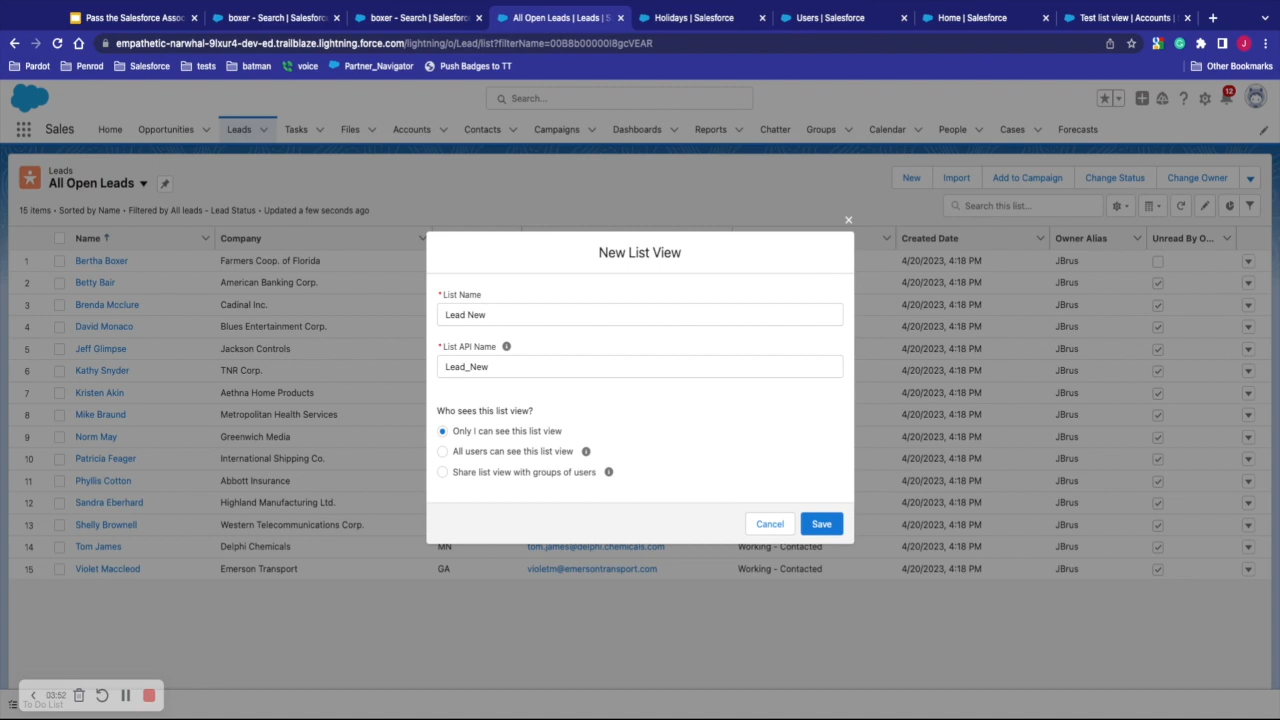 Pass the Salesforce Assoc
boxer - Search | Salesforce
boxer - Search | Salesforce
All Open Leads | Leads | S
Holidays | Salesforce
Users | Salesforce
Home | Salesforce
Test list view | Accounts |
empathetic-narwhal-9lxur4-dev-ed.trailblaze.lightning.force.com/lightning/o/Lead/list?filterName=00B8b00000I8gcVEAR
J
Pardot Penrod Salesforce tests batman voice Partner_Navigator Push Badges to TT Other Bookmarks
Search...
12
Sales Home Opportunities Leads Tasks Files Accounts Contacts Campaigns Dashboards Reports Chatter Groups Calendar People Cases Forecasts
Leads
All Open Leads
New Import Add to Campaign Change Status Change Owner
15 items • Sorted by Name • Filtered by All leads - Lead Status • Updated a few seconds ago
Search this list...
Name Company Created Date Owner Alias Unread By O...
1 Bertha Boxer Farmers Coop. of Florida 4/20/2023, 4:18 PM JBrus
2 Betty Bair American Banking Corp. 4/20/2023, 4:18 PM JBrus
3 Brenda Mcclure Cadinal Inc. 4/20/2023, 4:18 PM JBrus
4 David Monaco Blues Entertainment Corp. 4/20/2023, 4:18 PM JBrus
5 Jeff Glimpse Jackson Controls 4/20/2023, 4:18 PM JBrus
6 Kathy Snyder TNR Corp. 4/20/2023, 4:18 PM JBrus
7 Kristen Akin Aethna Home Products 4/20/2023, 4:18 PM JBrus
8 Mike Braund Metropolitan Health Services 4/20/2023, 4:18 PM JBrus
9 Norm May Greenwich Media 4/20/2023, 4:18 PM JBrus
10 Patricia Feager International Shipping Co. 4/20/2023, 4:18 PM JBrus
11 Phyllis Cotton Abbott Insurance 4/20/2023, 4:18 PM JBrus
12 Sandra Eberhard Highland Manufacturing Ltd. 4/20/2023, 4:18 PM JBrus
13 Shelly Brownell Western Telecommunications Corp. 4/20/2023, 4:18 PM JBrus
14 Tom James Delphi Chemicals MN tom.james@delphi.chemicals.com Working - Contacted 4/20/2023, 4:18 PM JBrus
15 Violet Maccleod Emerson Transport GA violetm@emersontransport.com Working - Contacted 4/20/2023, 4:18 PM JBrus
New List View
* List Name
Lead New
* List API Name
Lead_New
Who sees this list view?
Only I can see this list view
All users can see this list view
Share list view with groups of users
Cancel Save
03:52
To Do List